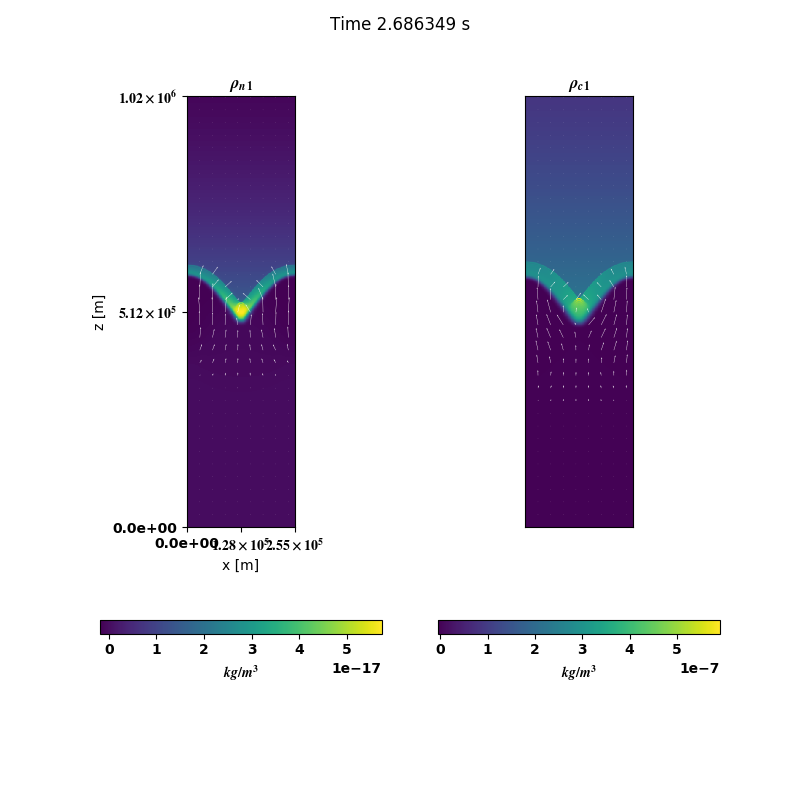 Time 2.686349 s
ρn1
ρc1
1.02 × 10^6
z [m]
5.12 × 10^5
0.0e+00
0.0e+00 1.28 × 10^5 2.55 × 10^5
x [m]
0 1 2 3 4 5
1e−17
kg/m^3
0 1 2 3 4 5
1e−7
kg/m^3